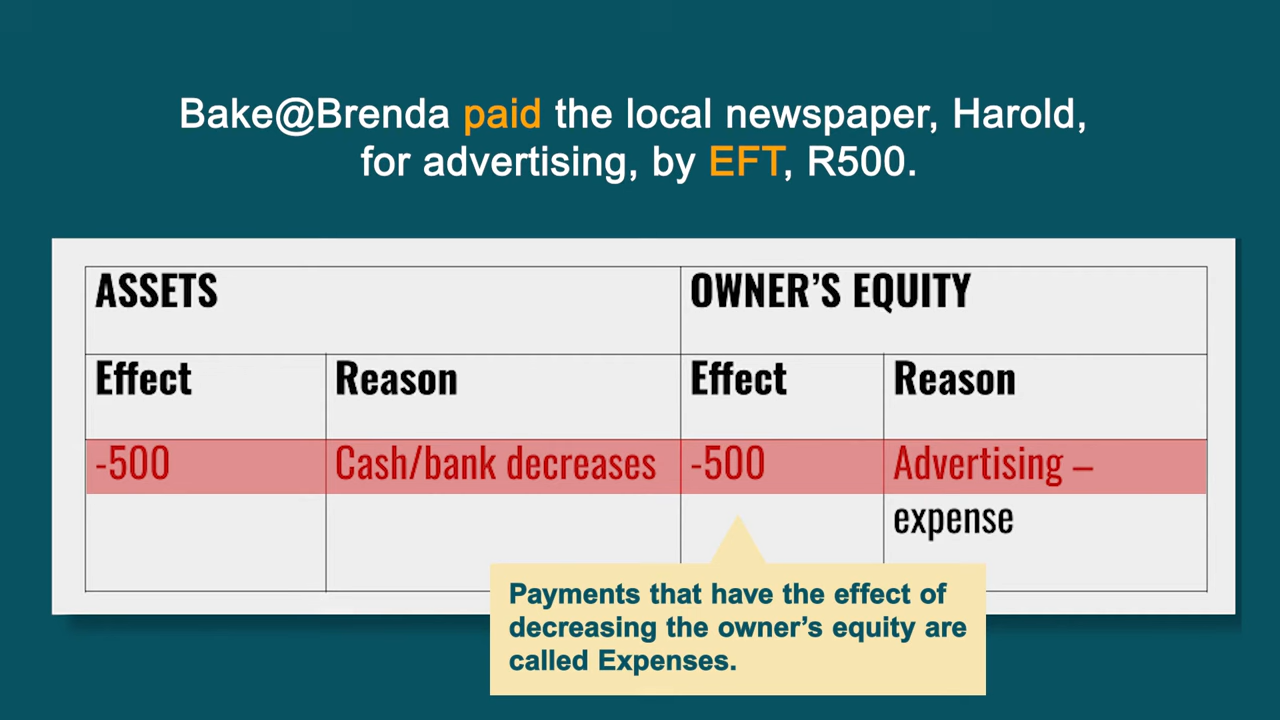 Bake@Brenda paid the local newspaper, Harold,
for advertising, by EFT, R500.
ASSETS OWNER'S EQUITY
Effect Reason Effect Reason
-500 Cash/bank decreases -500 Advertising –
expense
Payments that have the effect of
decreasing the owner's equity are
called Expenses.